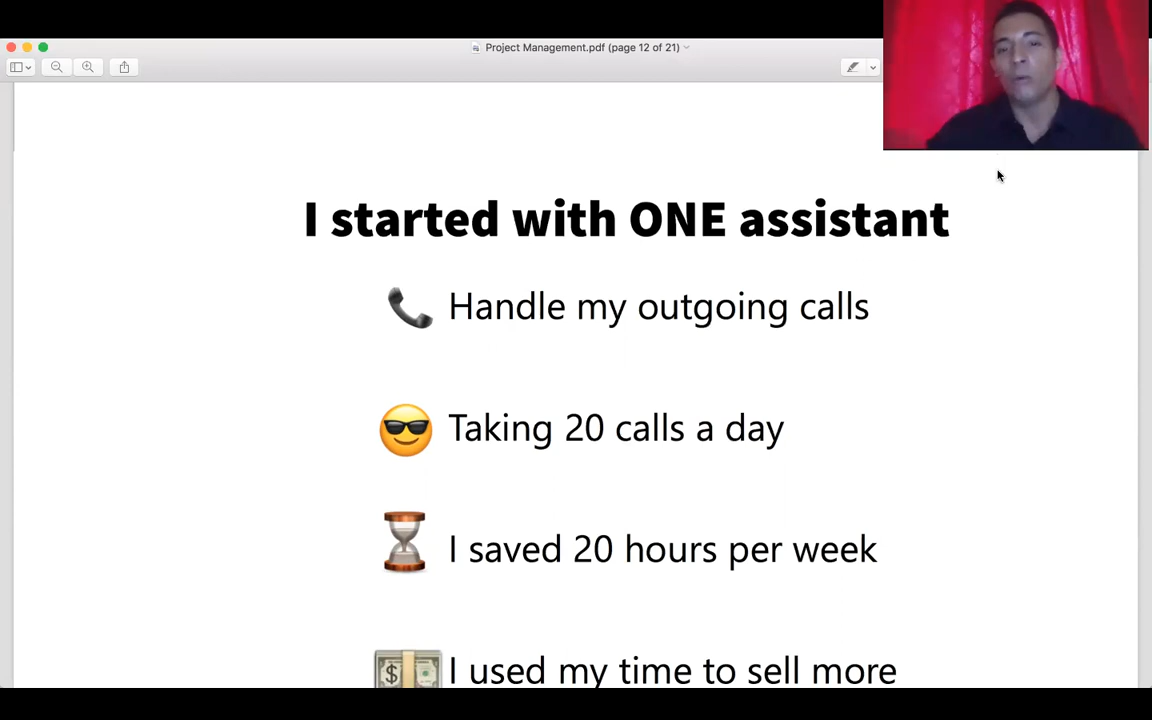 Project Management.pdf (page 12 of 21)
I started with ONE assistant
Handle my outgoing calls
Taking 20 calls a day
I saved 20 hours per week
I used my time to sell more